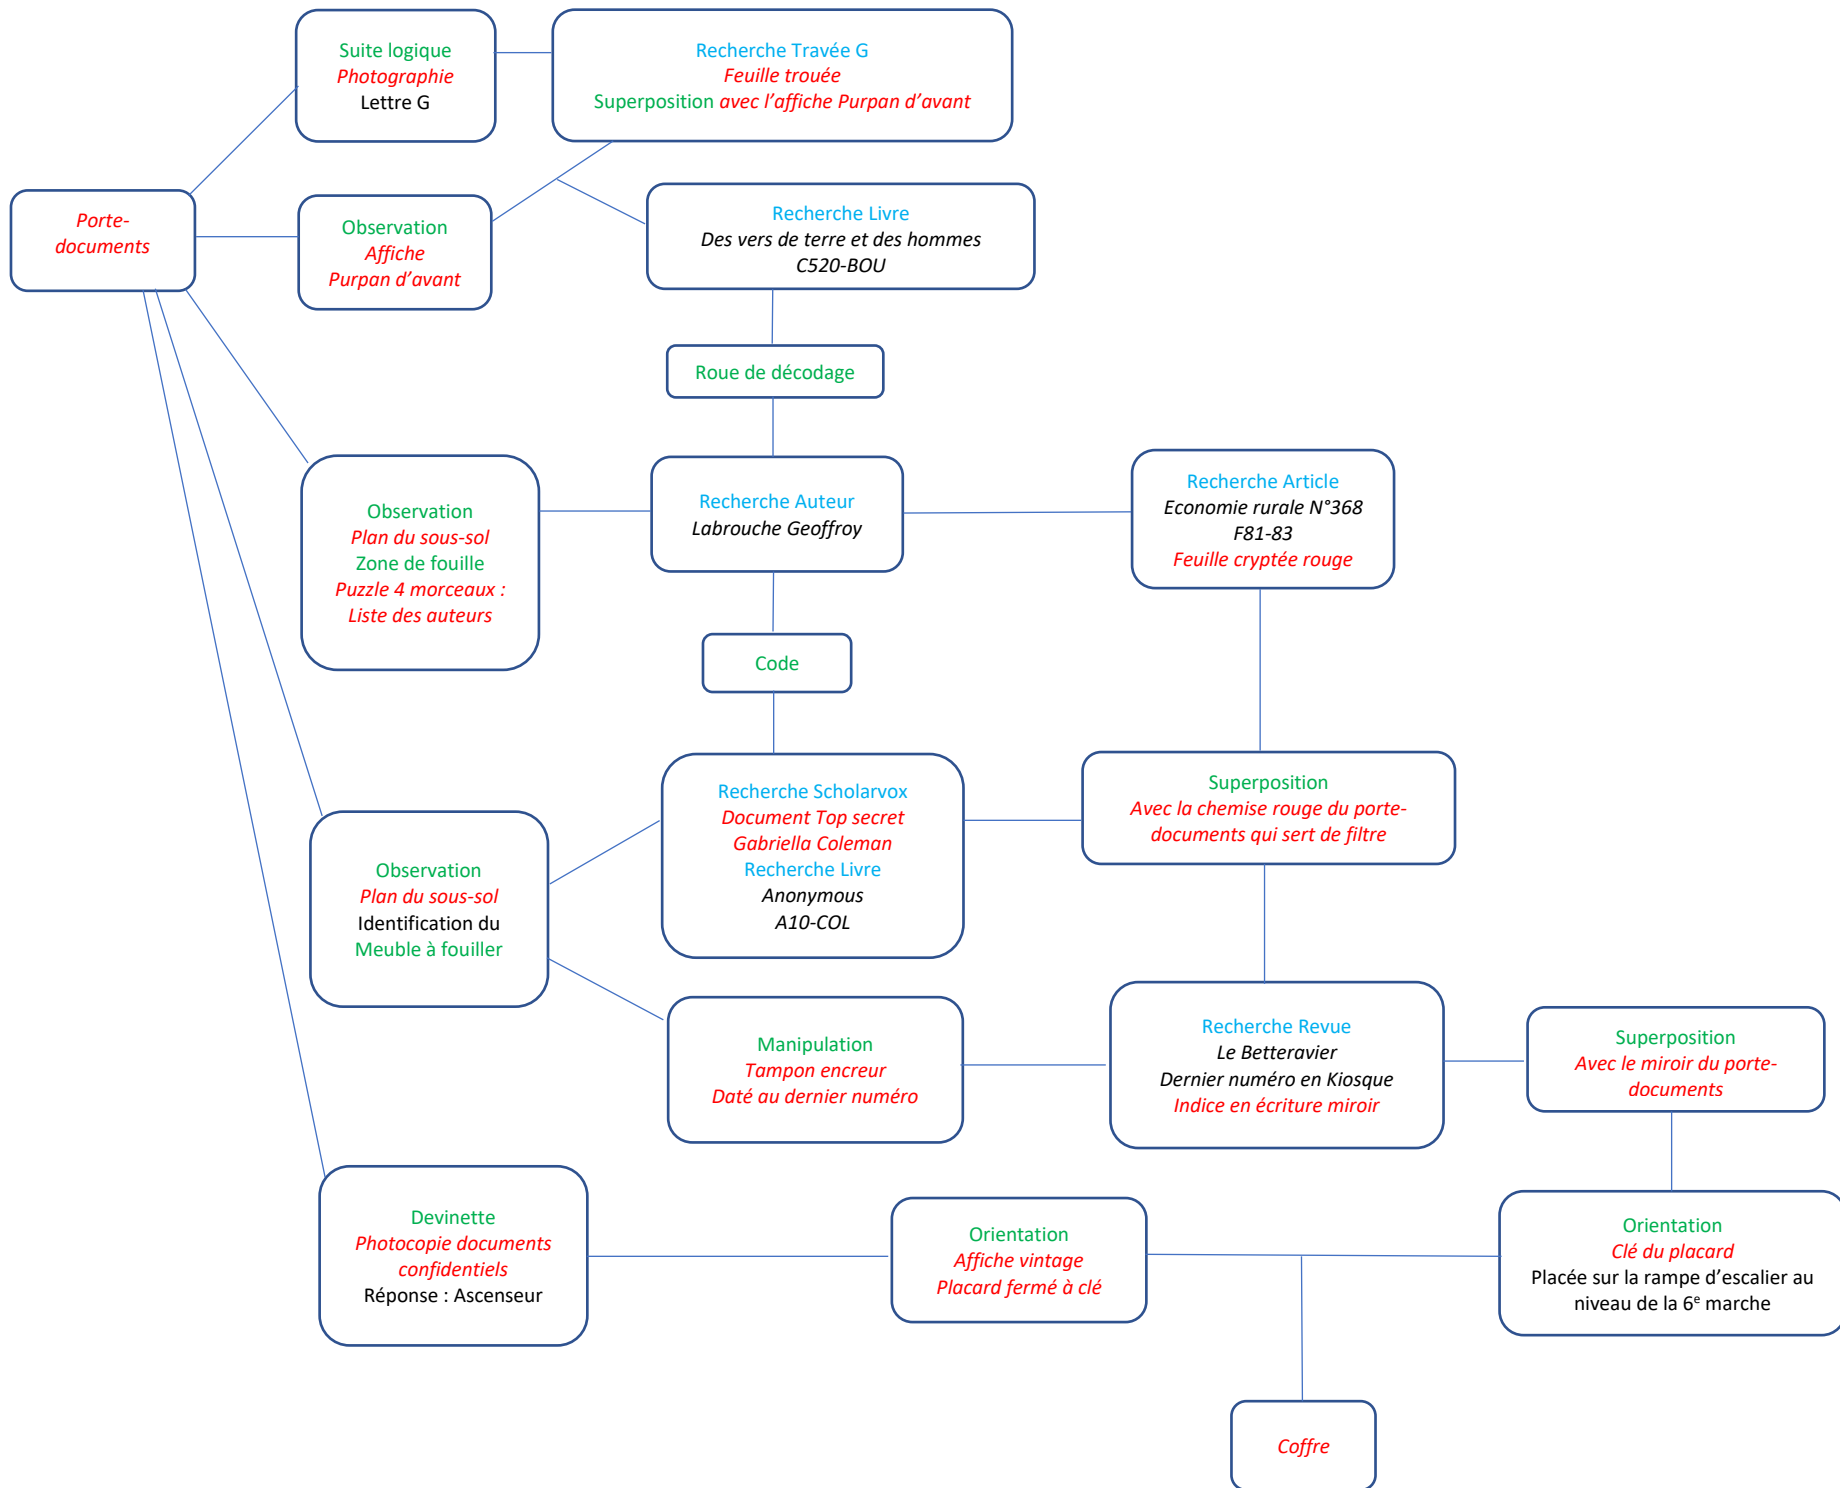 Suite logique
Photographie
Lettre G
Recherche Travée G
Feuille trouée
Superposition avec l'affiche Purpan d'avant
Porte-
documents
Observation
Affiche
Purpan d'avant
Recherche Livre
Des vers de terre et des hommes
C520-BOU
Roue de décodage
Observation
Plan du sous-sol
Zone de fouille
Puzzle 4 morceaux :
Liste des auteurs
Recherche Auteur
Labrouche Geoffroy
Recherche Article
Economie rurale N°368
F81-83
Feuille cryptée rouge
Code
Observation
Plan du sous-sol
Identification du
Meuble à fouiller
Recherche Scholarvox
Document Top secret
Gabriella Coleman
Recherche Livre
Anonymous
A10-COL
Superposition
Avec la chemise rouge du porte-
documents qui sert de filtre
Manipulation
Tampon encreur
Daté au dernier numéro
Recherche Revue
Le Betteravier
Dernier numéro en Kiosque
Indice en écriture miroir
Superposition
Avec le miroir du porte-
documents
Devinette
Photocopie documents
confidentiels
Réponse : Ascenseur
Orientation
Affiche vintage
Placard fermé à clé
Orientation
Clé du placard
Placée sur la rampe d'escalier au
niveau de la 6e marche
Coffre